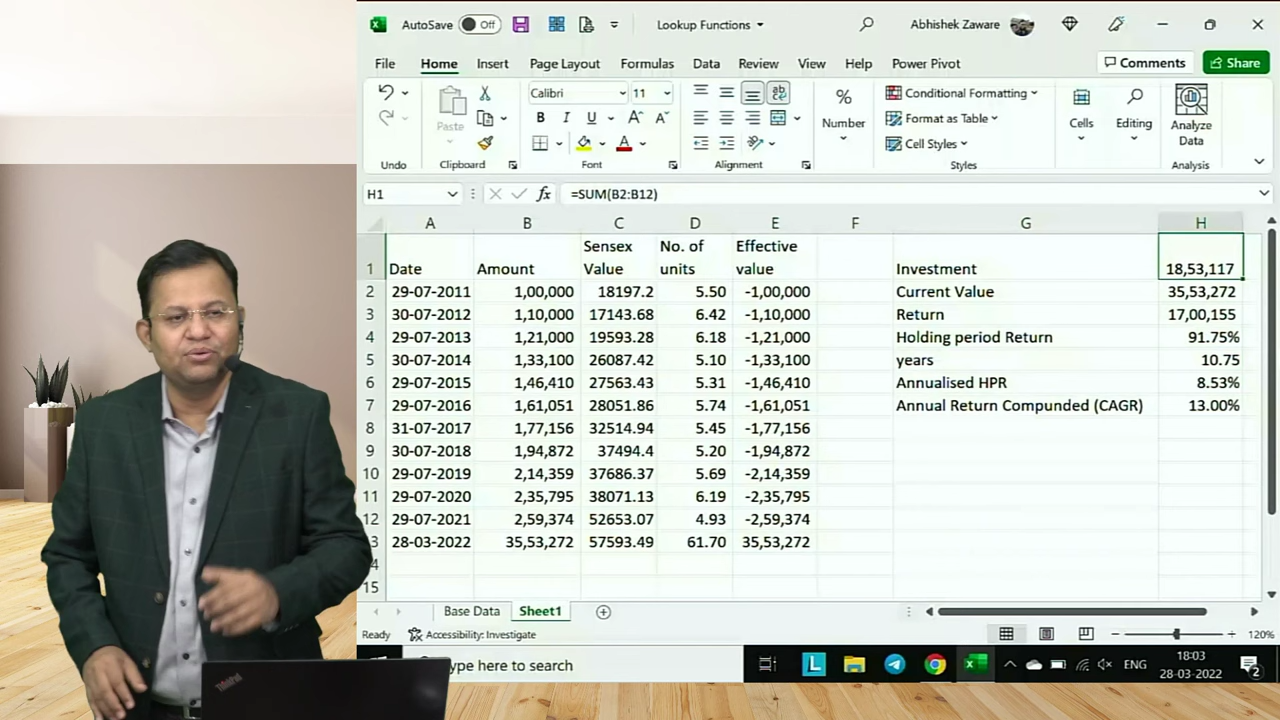 AutoSave Off Lookup Functions Abhishek Zaware
File Home Insert Page Layout Formulas Data Review View Help Power Pivot Comments Share
Calibri 11 % Conditional Formatting
Paste B I U A A Number Format as Table Cells Editing Analyze Data
A Cell Styles
Undo Clipboard Font Alignment Styles Analysis
H1 fx =SUM(B2:B12)
A B C D E F G H
1 Date Amount Sensex Value No. of units Effective value Investment 18,53,117
2 29-07-2011 1,00,000 18197.2 5.50 -1,00,000 Current Value 35,53,272
3 30-07-2012 1,10,000 17143.68 6.42 -1,10,000 Return 17,00,155
4 29-07-2013 1,21,000 19593.28 6.18 -1,21,000 Holding period Return 91.75%
5 30-07-2014 1,33,100 26087.42 5.10 -1,33,100 years 10.75
6 29-07-2015 1,46,410 27563.43 5.31 -1,46,410 Annualised HPR 8.53%
7 29-07-2016 1,61,051 28051.86 5.74 -1,61,051 Annual Return Compunded (CAGR) 13.00%
8 31-07-2017 1,77,156 32514.94 5.45 -1,77,156
9 30-07-2018 1,94,872 37494.4 5.20 -1,94,872
10 29-07-2019 2,14,359 37686.37 5.69 -2,14,359
11 29-07-2020 2,35,795 38071.13 6.19 -2,35,795
12 29-07-2021 2,59,374 52653.07 4.93 -2,59,374
3 28-03-2022 35,53,272 57593.49 61.70 35,53,272
4
15
Base Data Sheet1
Ready Accessibility: Investigate 120%
ype here to search L ENG 18:03
28-03-2022 2
ThinkPad